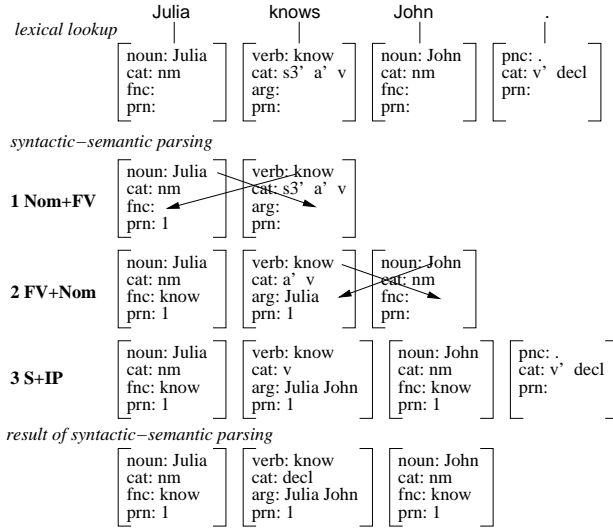 Julia knows John .
lexical lookup
noun: Julia verb: know noun: John pnc: .
cat: nm cat: s3’ a’ v cat: nm cat: v’ decl
fnc: arg: fnc: prn:
prn: prn: prn:
syntactic−semantic parsing
noun: Julia verb: know
1 Nom+FV cat: nm cat: s3’ a’ v
fnc: arg:
prn: 1 prn:
noun: Julia verb: know noun: John
2 FV+Nom cat: nm cat: a’ v cat: nm
fnc: know arg: Julia fnc:
prn: 1 prn: 1 prn:
noun: Julia verb: know noun: John pnc: .
3 S+IP cat: nm cat: v cat: nm cat: v’ decl
fnc: know arg: Julia John fnc: know prn:
prn: 1 prn: 1 prn: 1
result of syntactic−semantic parsing
noun: Julia verb: know noun: John
cat: nm cat: decl cat: nm
fnc: know arg: Julia John fnc: know
prn: 1 prn: 1 prn: 1